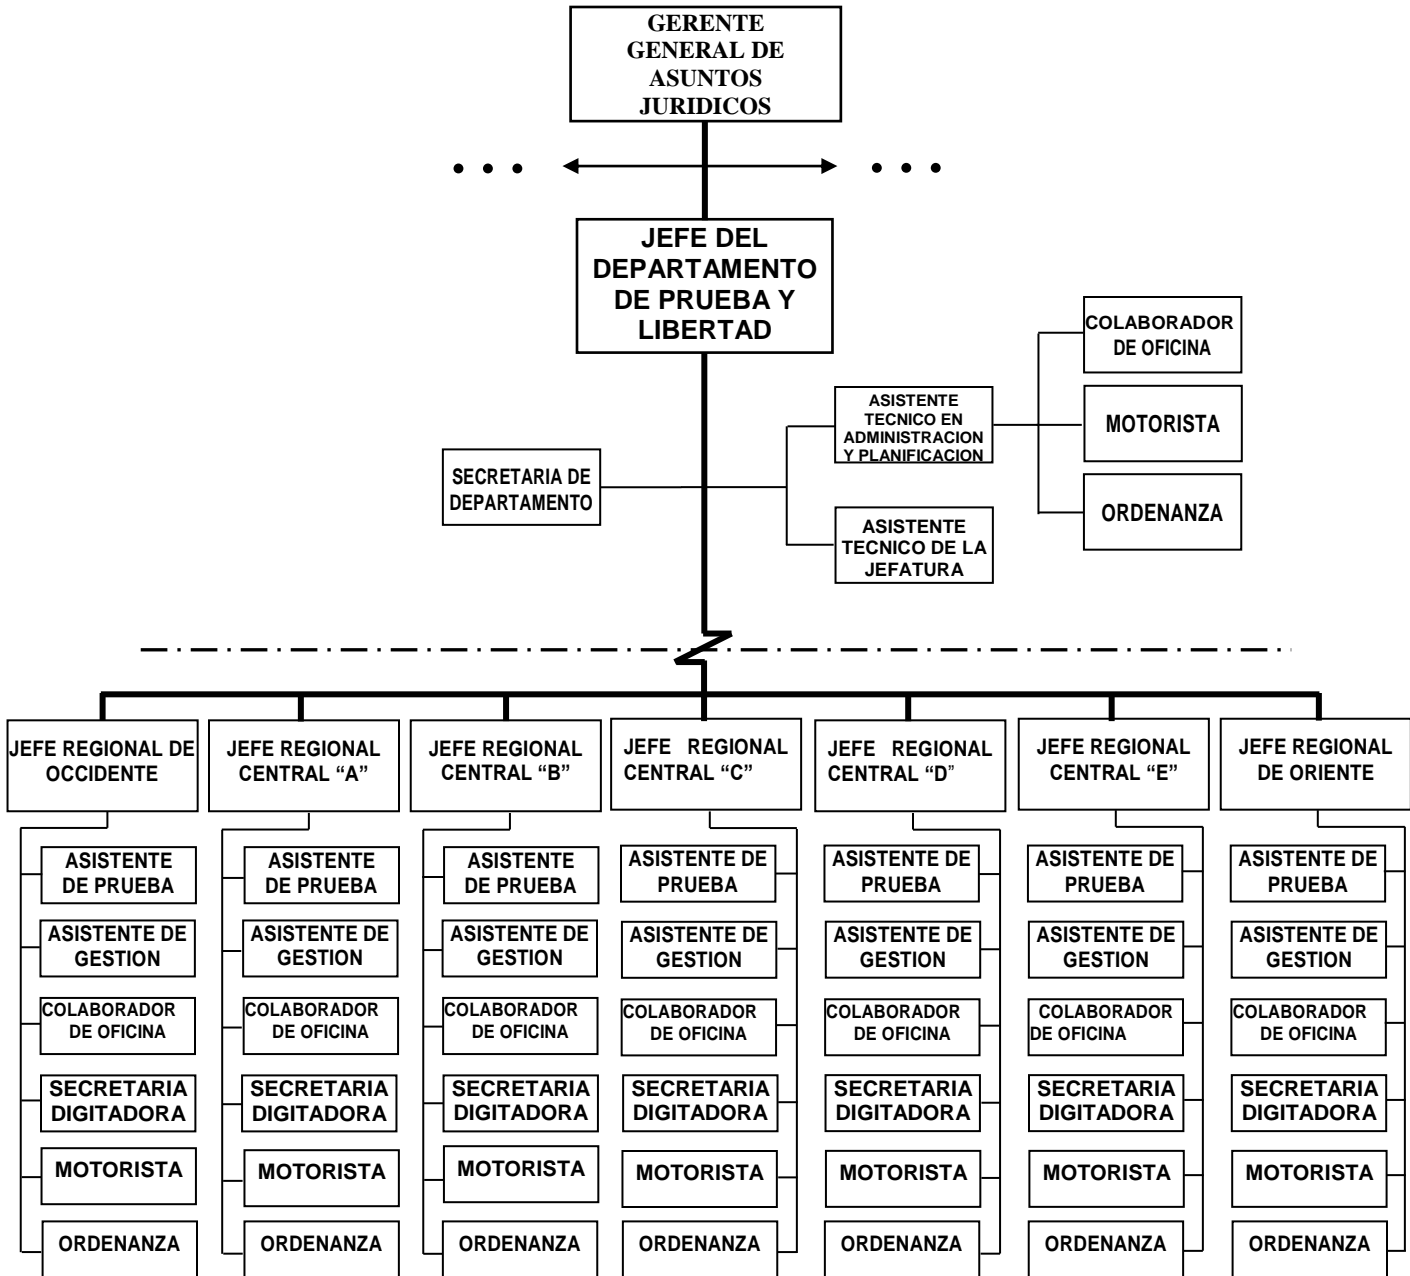 GERENTE
GENERAL DE
ASUNTOS
JURIDICOS
• • •
• • •
JEFE DEL
DEPARTAMENTO
DE PRUEBA Y
LIBERTAD
COLABORADOR
DE OFICINA
ASISTENTE
TECNICO EN
ADMINISTRACION
Y PLANIFICACION
MOTORISTA
SECRETARIA DE
DEPARTAMENTO
ORDENANZA
ASISTENTE
TECNICO DE LA
JEFATURA
JEFE REGIONAL DE
OCCIDENTE
JEFE REGIONAL
CENTRAL “A”
JEFE REGIONAL
CENTRAL “B”
JEFE REGIONAL
CENTRAL “C”
JEFE REGIONAL
CENTRAL “D”
JEFE REGIONAL
CENTRAL “E”
JEFE REGIONAL
DE ORIENTE
ASISTENTE
DE PRUEBA
ASISTENTE
DE PRUEBA
ASISTENTE
DE PRUEBA
ASISTENTE DE
PRUEBA
ASISTENTE DE
PRUEBA
ASISTENTE DE
PRUEBA
ASISTENTE DE
PRUEBA
ASISTENTE DE
GESTION
ASISTENTE DE
GESTION
ASISTENTE DE
GESTION
ASISTENTE DE
GESTION
ASISTENTE DE
GESTION
ASISTENTE DE
GESTION
ASISTENTE DE
GESTION
COLABORADOR
DE OFICINA
COLABORADOR
DE OFICINA
COLABORADOR
DE OFICINA
COLABORADOR
DE OFICINA
COLABORADOR
DE OFICINA
COLABORADOR
DE OFICINA
COLABORADOR
DE OFICINA
SECRETARIA
DIGITADORA
SECRETARIA
DIGITADORA
SECRETARIA
DIGITADORA
SECRETARIA
DIGITADORA
SECRETARIA
DIGITADORA
SECRETARIA
DIGITADORA
SECRETARIA
DIGITADORA
MOTORISTA
MOTORISTA
MOTORISTA
MOTORISTA
MOTORISTA
MOTORISTA
MOTORISTA
ORDENANZA
ORDENANZA
ORDENANZA
ORDENANZA
ORDENANZA
ORDENANZA
ORDENANZA